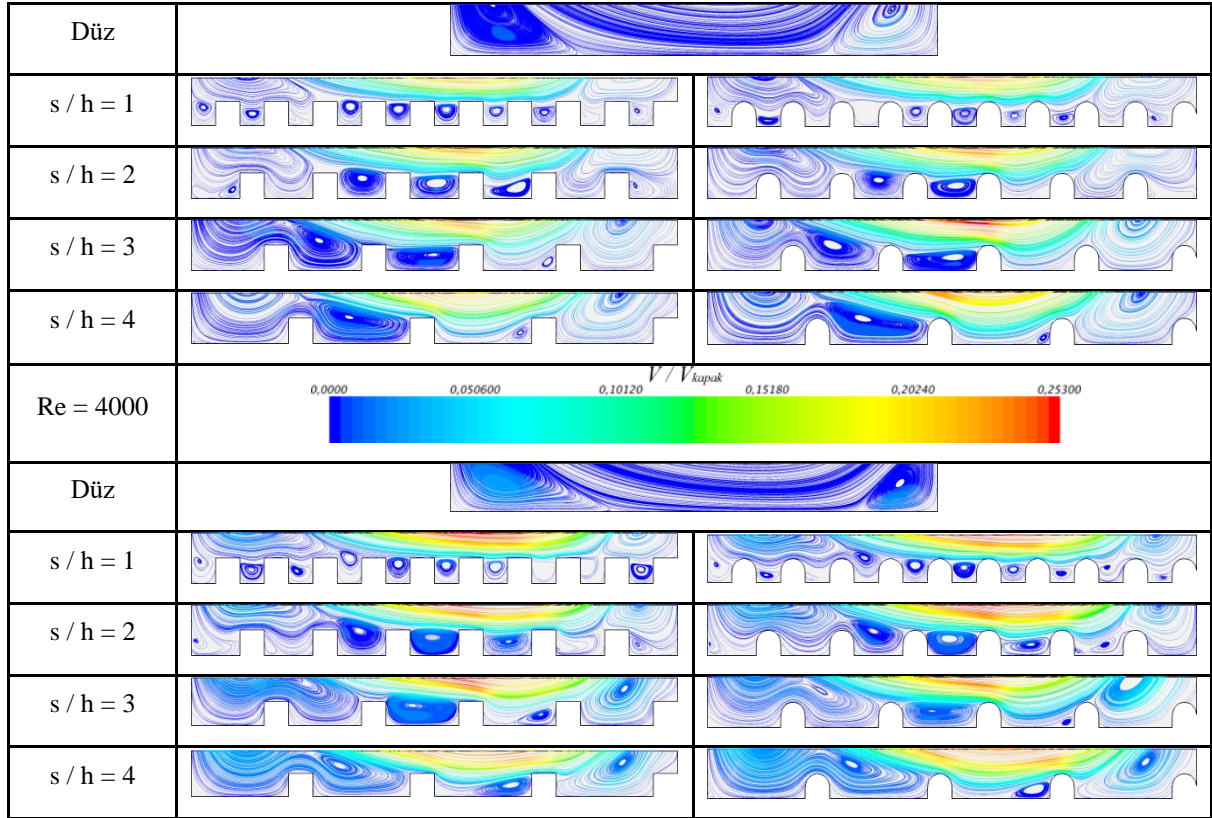 Düz
s / h = 1
s / h = 2
s / h = 3
s / h = 4
Re = 4000
V / Vkapak
0,0000 0,050600 0,10120 0,15180 0,20240 0,25300
Düz
s / h = 1
s / h = 2
s / h = 3
s / h = 4